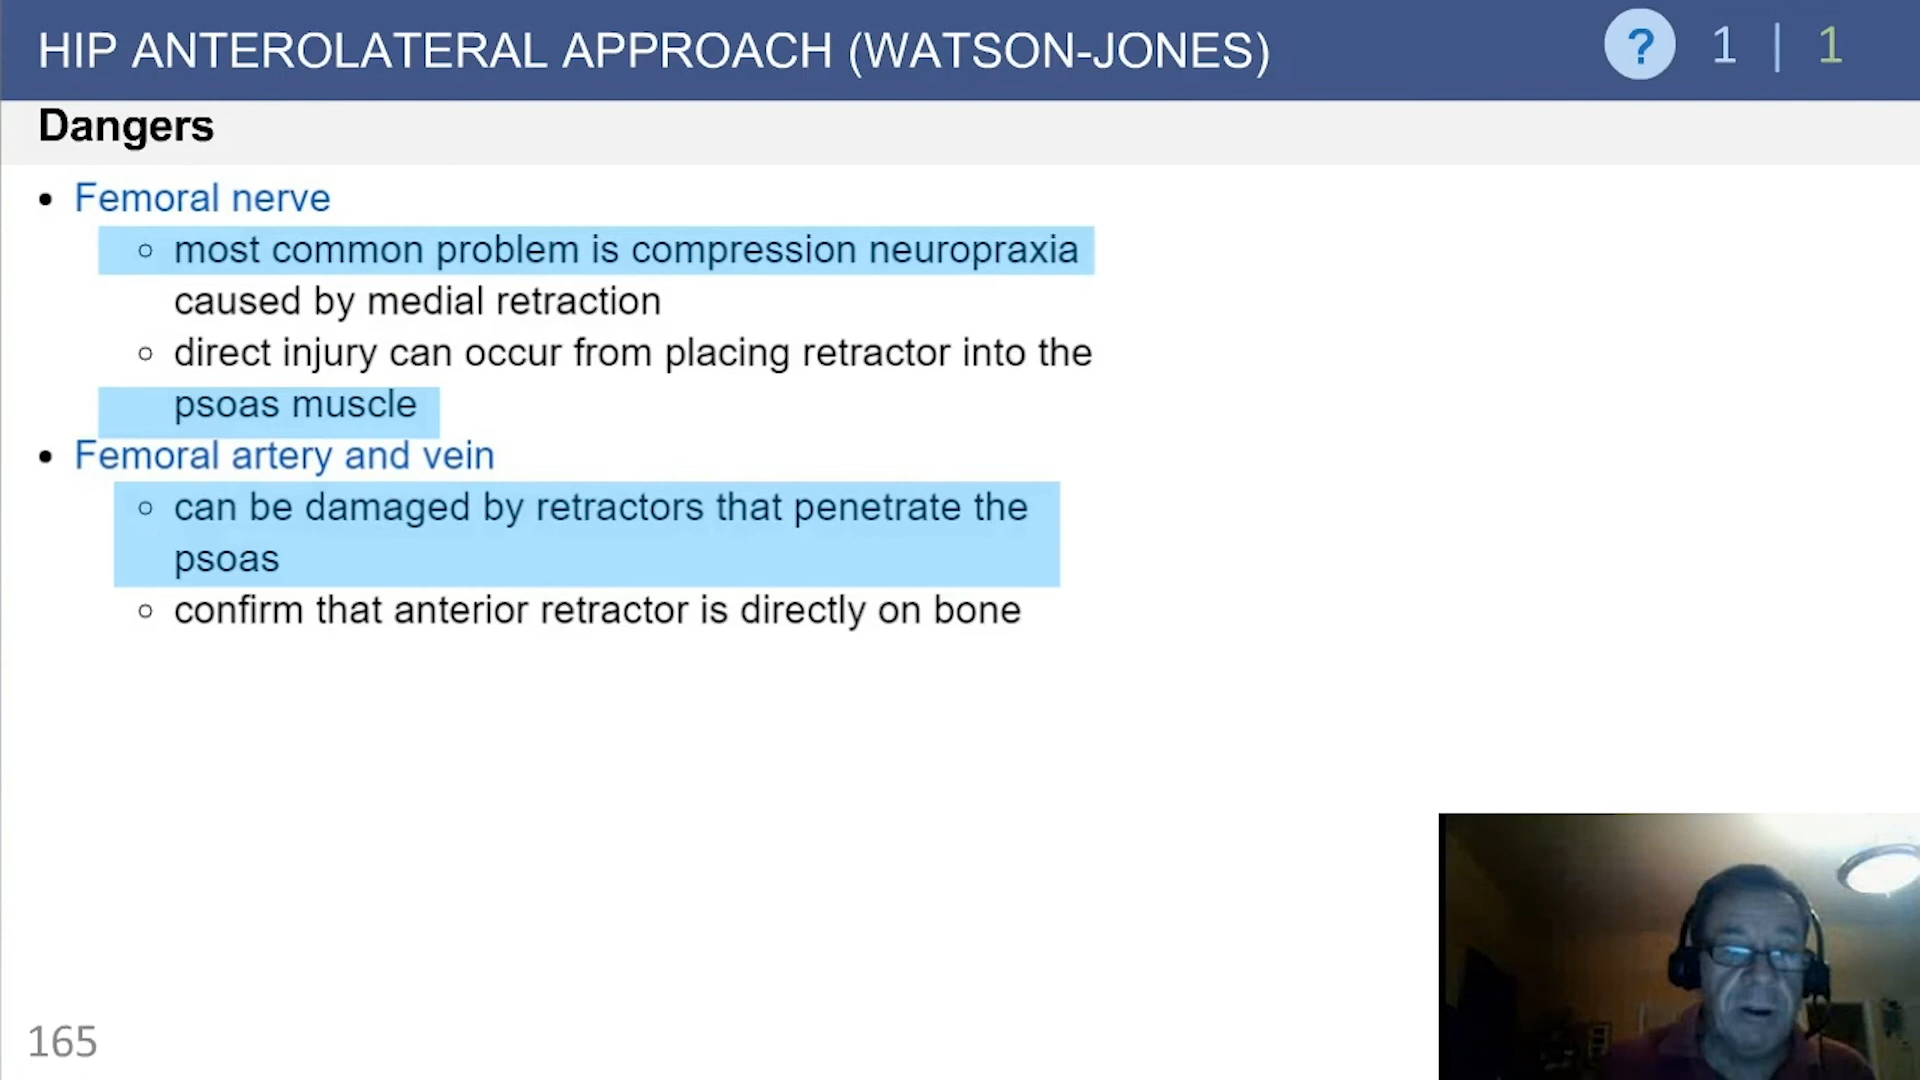 HIP ANTEROLATERAL APPROACH (WATSON-JONES)
? 1 | 1
Dangers
• Femoral nerve
○ most common problem is compression neuropraxia
caused by medial retraction
○ direct injury can occur from placing retractor into the
psoas muscle
• Femoral artery and vein
○ can be damaged by retractors that penetrate the
psoas
○ confirm that anterior retractor is directly on bone
165